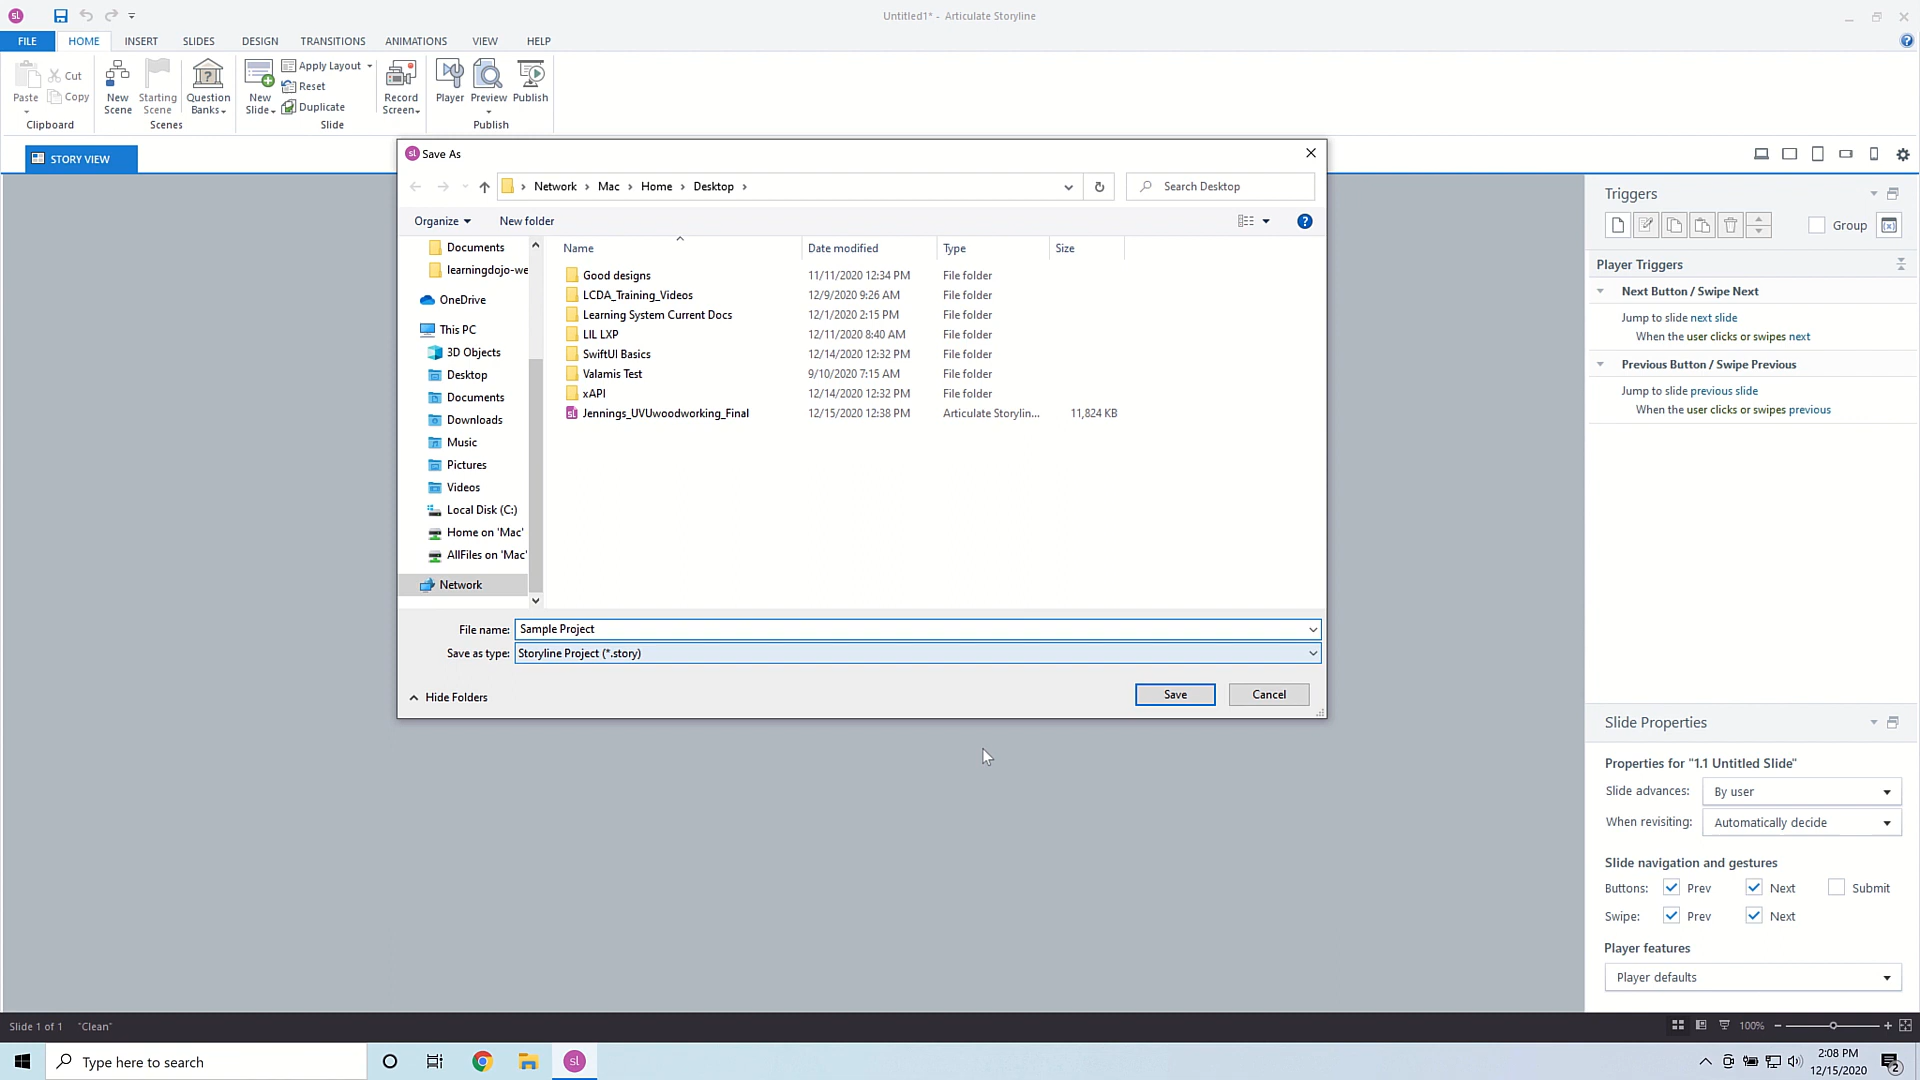 Untitled1* - Articulate Storyline
FILE HOME INSERT SLIDES DESIGN TRANSITIONS ANIMATIONS VIEW HELP
Paste Cut Copy
Clipboard
New Scene Starting Scene Question Banks
Scenes
New Slide Apply Layout Reset Duplicate
Slide
Record Screen
Player Preview Publish
Publish
STORY VIEW
Save As
Network Mac Home Desktop
Search Desktop
Organize New folder
Documents
learningdojo-we
OneDrive
This PC
3D Objects
Desktop
Documents
Downloads
Music
Pictures
Videos
Local Disk (C:)
Home on 'Mac'
AllFiles on 'Mac'
Network
Name Date modified Type Size
Good designs 11/11/2020 12:34 PM File folder
LCDA_Training_Videos 12/9/2020 9:26 AM File folder
Learning System Current Docs 12/1/2020 2:15 PM File folder
LIL LXP 12/11/2020 8:40 AM File folder
SwiftUI Basics 12/14/2020 12:32 PM File folder
Valamis Test 9/10/2020 7:15 AM File folder
xAPI 12/14/2020 12:32 PM File folder
Jennings_UVUwoodworking_Final 12/15/2020 12:38 PM Articulate Storylin... 11,824 KB
File name: Sample Project
Save as type: Storyline Project (*.story)
Hide Folders
Save Cancel
Triggers
Group
Player Triggers
Next Button / Swipe Next
Jump to slide next slide
When the user clicks or swipes next
Previous Button / Swipe Previous
Jump to slide previous slide
When the user clicks or swipes previous
Slide Properties
Properties for "1.1 Untitled Slide"
Slide advances: By user
When revisiting: Automatically decide
Slide navigation and gestures
Buttons: Prev Next Submit
Swipe: Prev Next
Player features
Player defaults
Slide 1 of 1 "Clean"
100%
Type here to search
sl
2:08 PM
12/15/2020
2